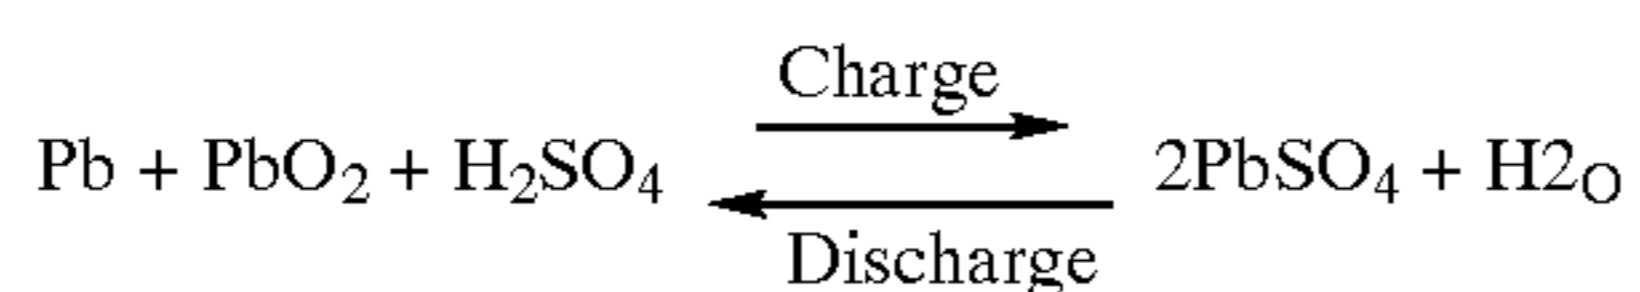 Charge
Pb + PbO₂ + H₂SO₄ 2PbSO₄ + H2ₒ
Discharge